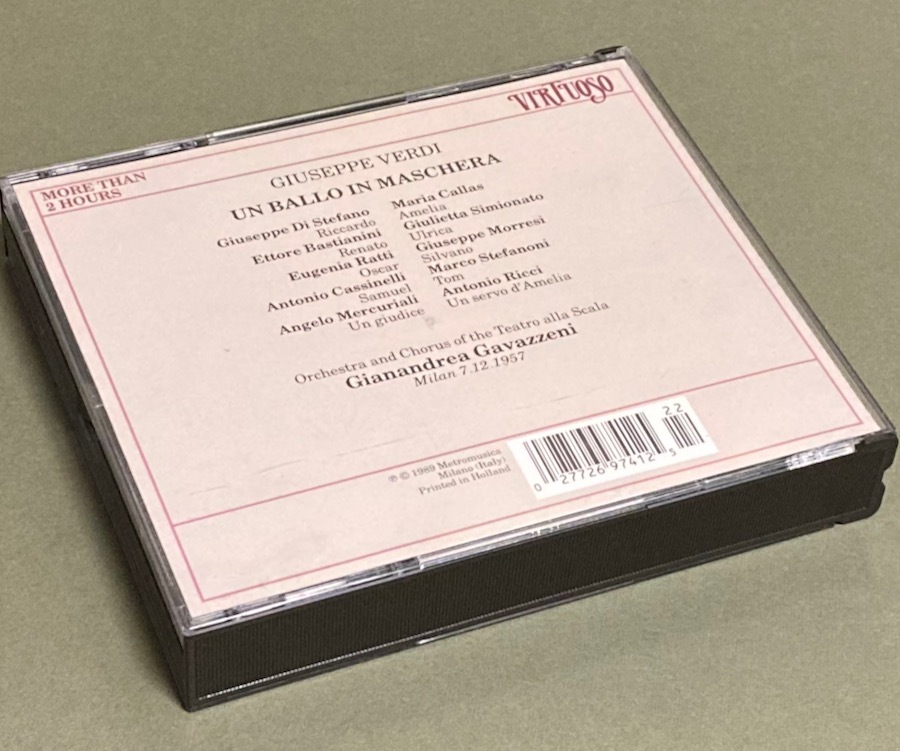 VIRTUOSO
MORE THAN
2 HOURS
GIUSEPPE VERDI
UN BALLO IN MASCHERA
Giuseppe Di Stefano
Riccardo
Ettore Bastianini
Renato
Eugenia Ratti
Oscar
Antonio Cassinelli
Samuel
Angelo Mercuriali
Un giudice
Maria Callas
Amelia
Giulietta Simionato
Ulrica
Giuseppe Morresi
Silvano
Marco Stefanoni
Tom
Antonio Ricci
Un servo d'Amelia
Orchestra and Chorus of the Teatro alla Scala
Gianandrea Gavazzeni
Milan 7.12.1957
℗ © 1989 Metromusica
Milano (Italy)
Printed in Holland
22
0 27726 97412 5